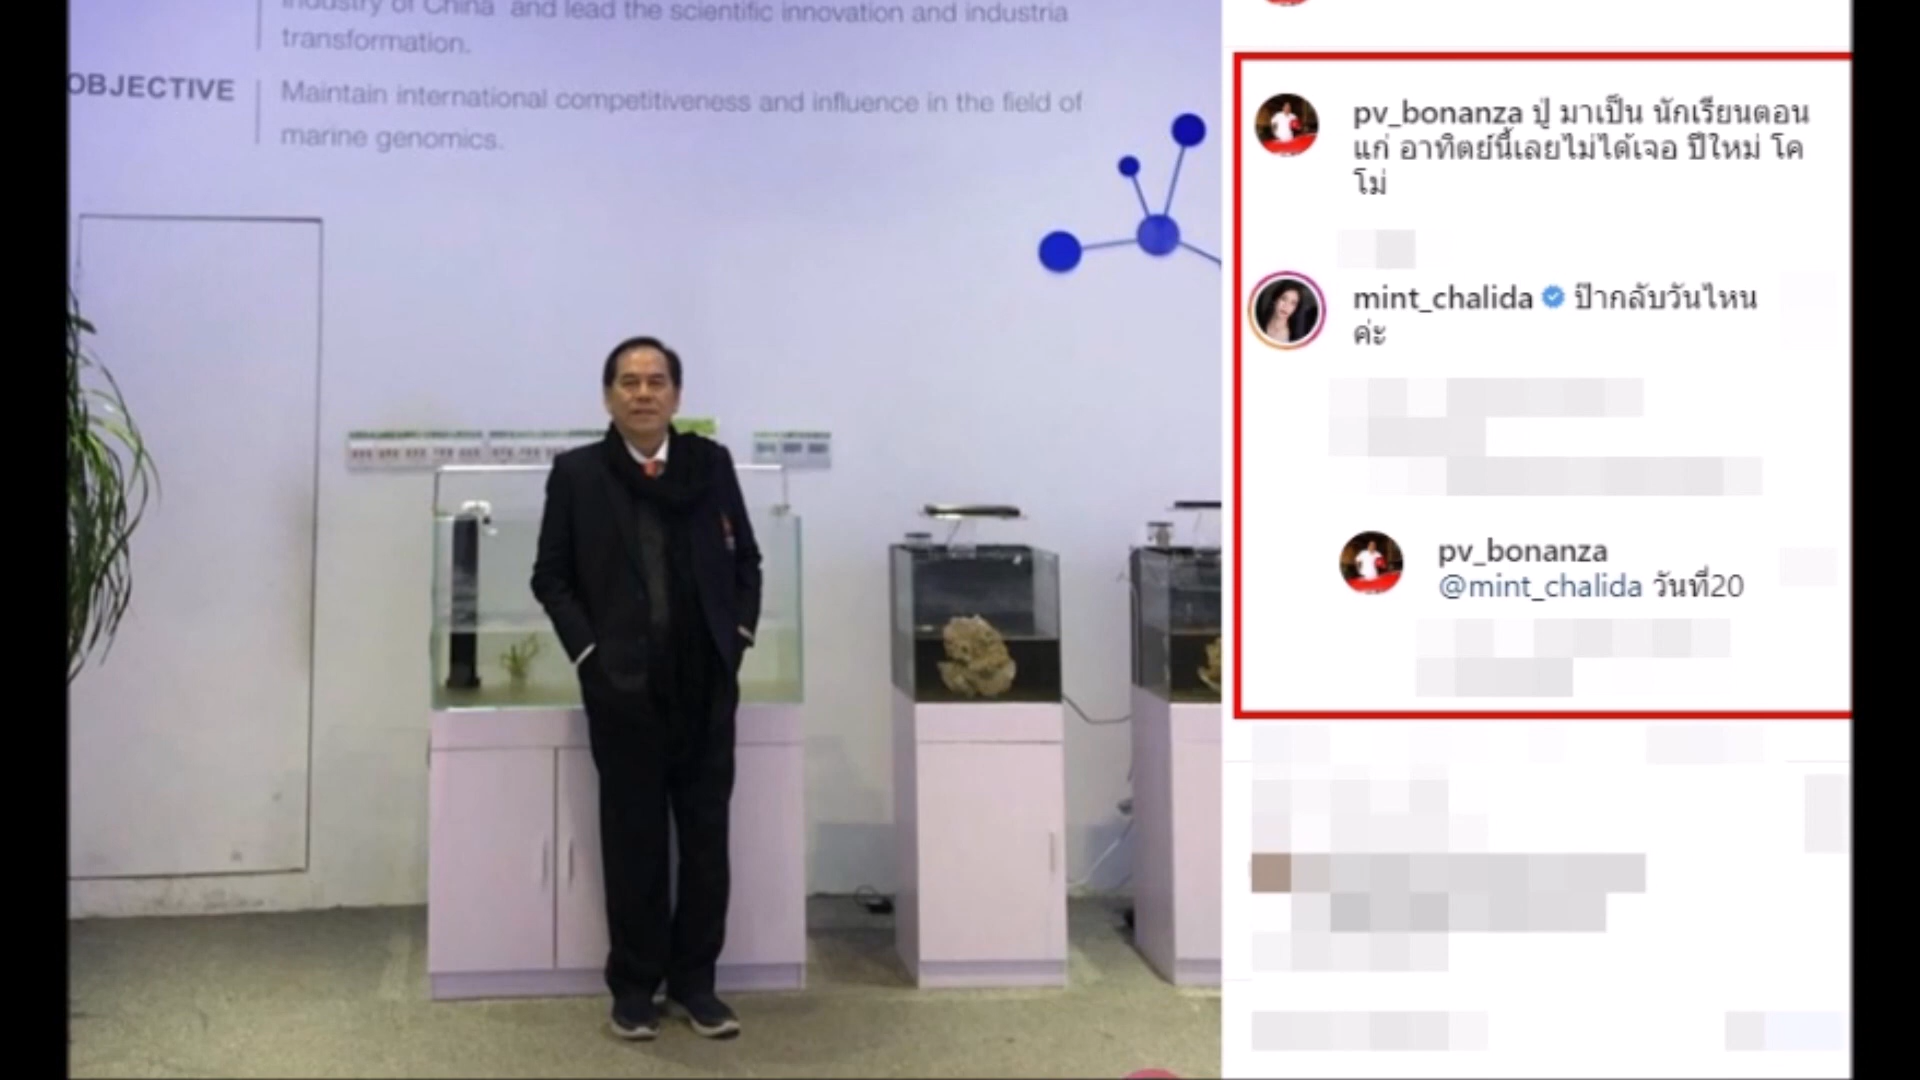 industry of China and lead the scientific innovation and industria
transformation.
OBJECTIVE
Maintain international competitiveness and influence in the field of
marine genomics.
pv_bonanza ปู่ มาเป็น นักเรียนตอน
แก่ อาทิตย์นี้เลยไม่ได้เจอ ปีใหม่ โค
โม่
mint_chalida ป๊ากลับวันไหน
ค่ะ
pv_bonanza
@mint_chalida วันที่20